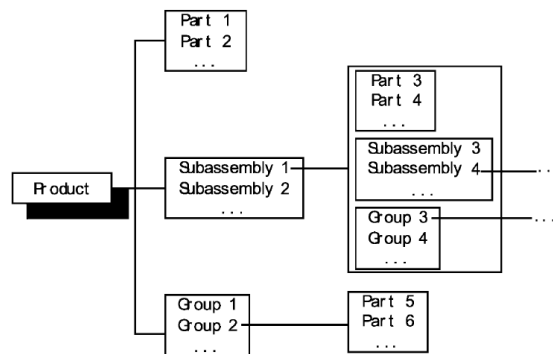 Product
Part 1
Part 2
...
Subassembly 1
Subassembly 2
...
Group 1
Group 2
...
Part 3
Part 4
...
Subassembly 3
Subassembly 4
...
...
Group 3
...
Group 4
...
Part 5
Part 6
...